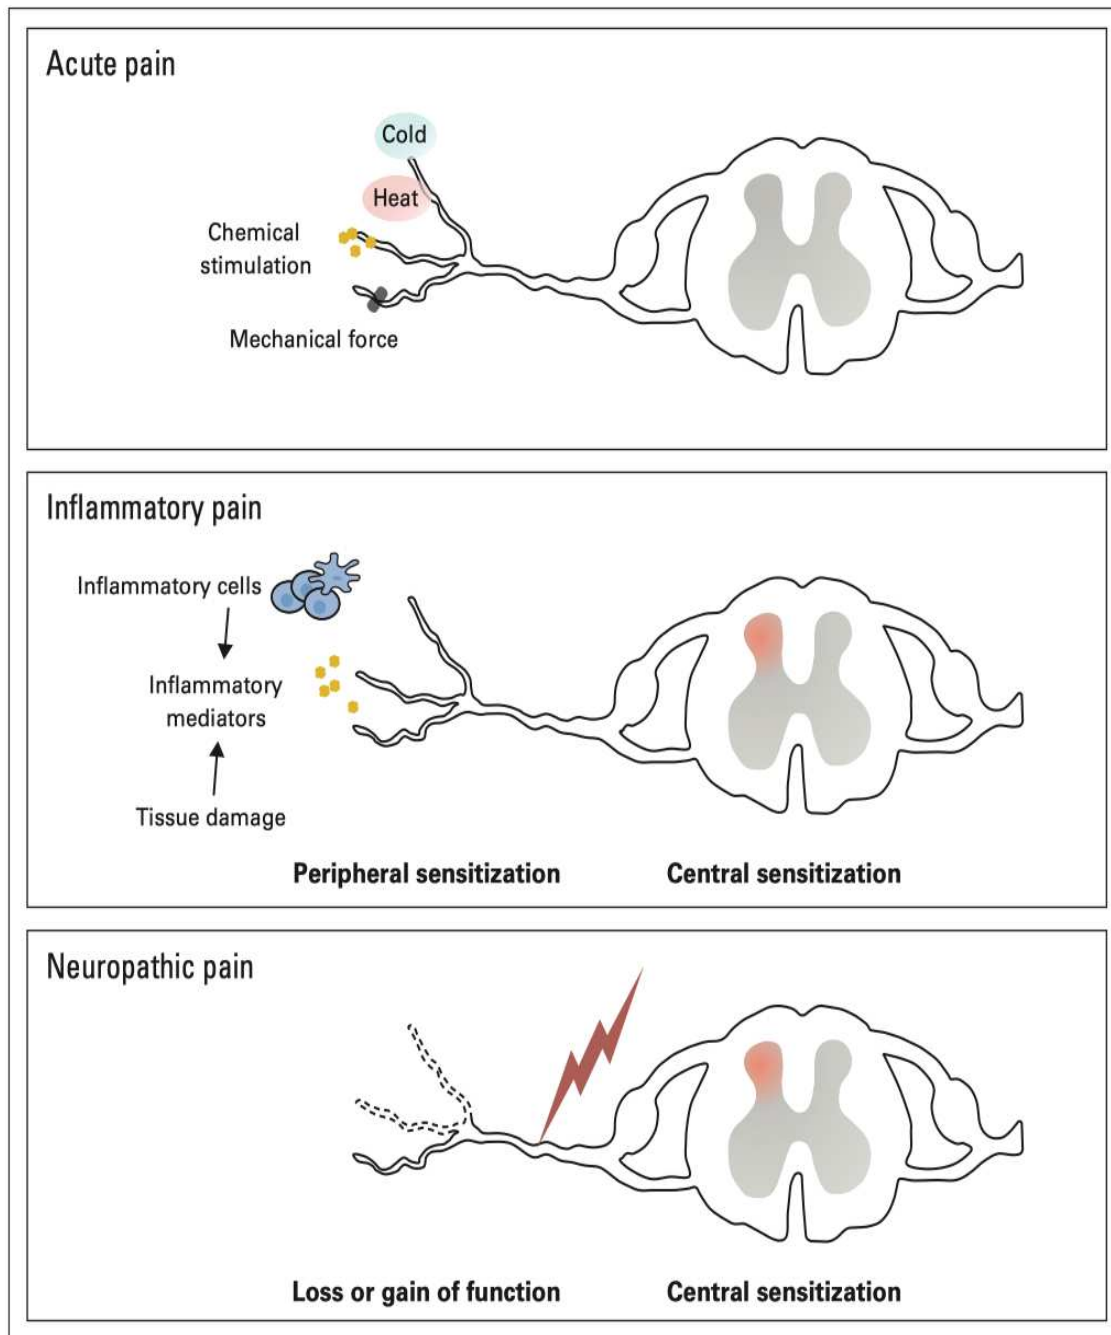 Acute pain
Cold
Heat
Chemical
stimulation
Mechanical force
Inflammatory pain
Inflammatory cells
Inflammatory
mediators
Tissue damage
Peripheral sensitization
Central sensitization
Neuropathic pain
Loss or gain of function
Central sensitization